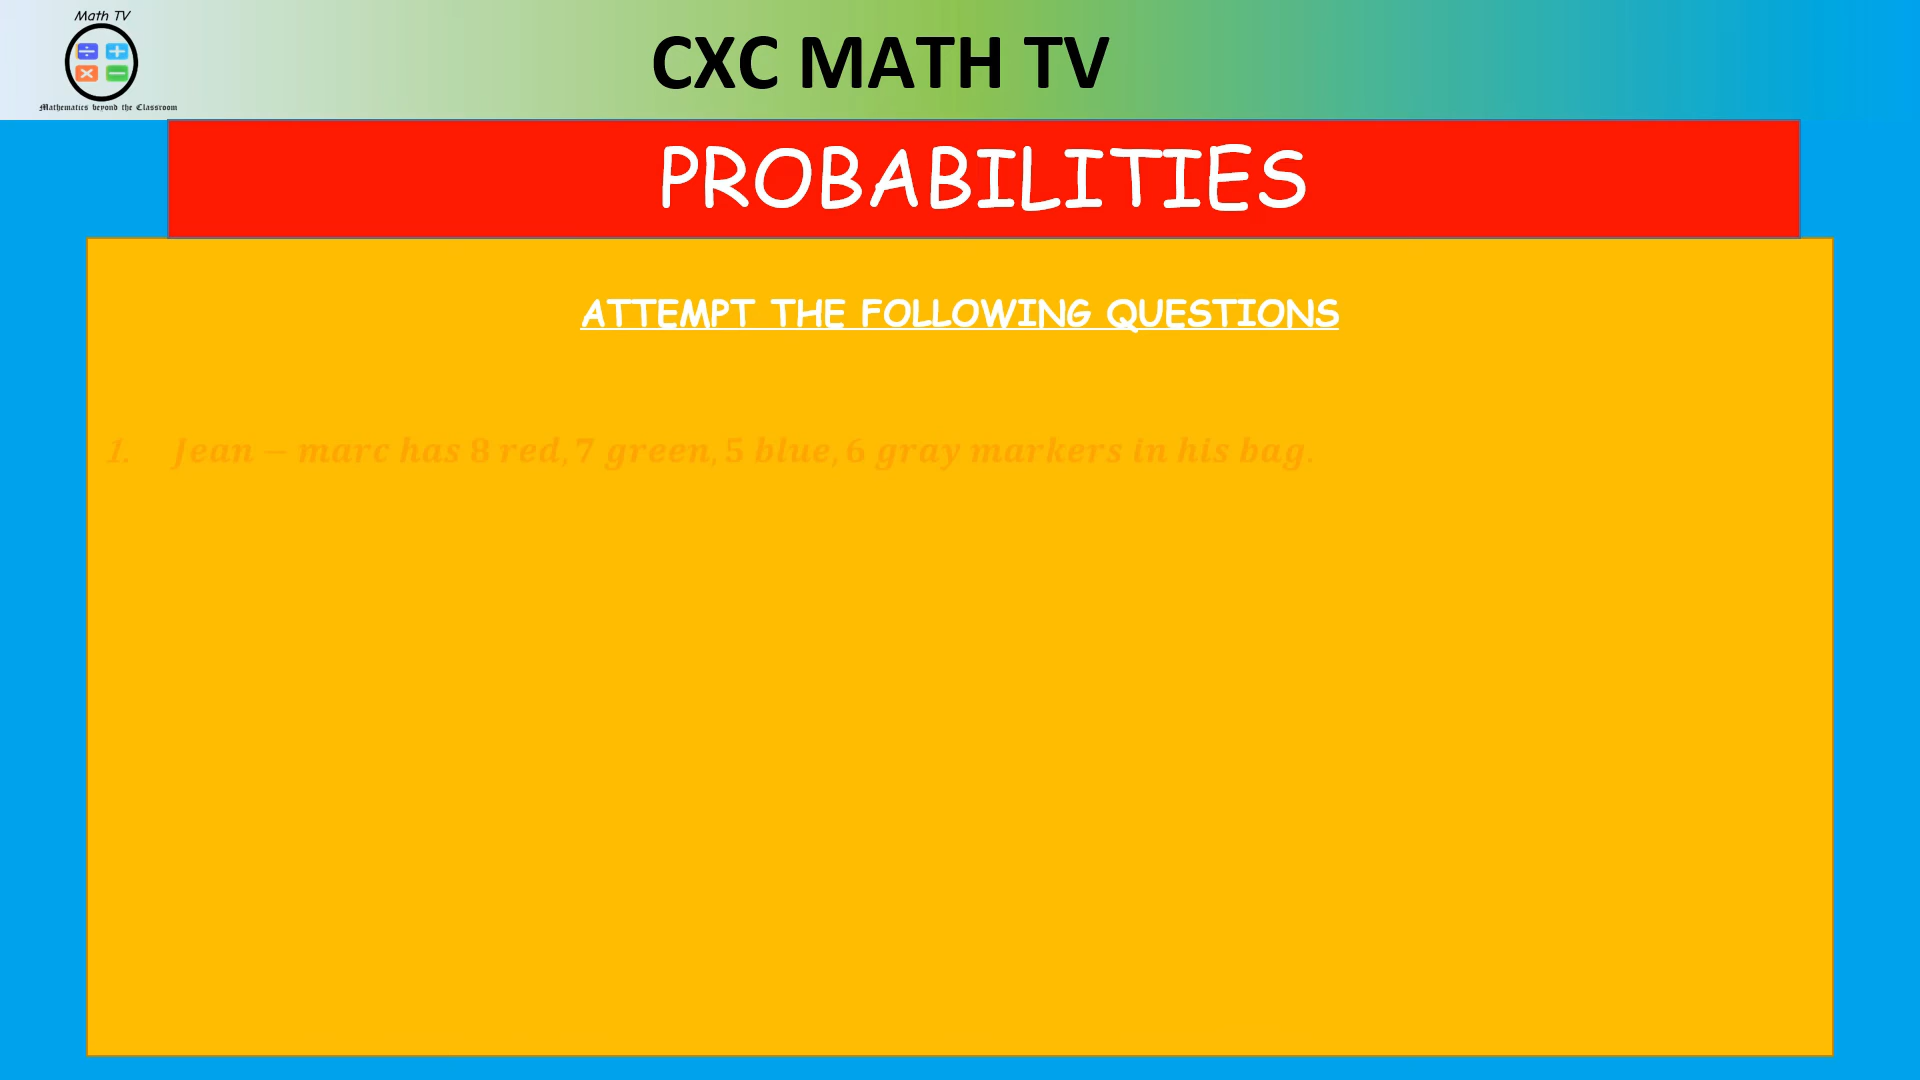 Math TV
Mathematics beyond the Classroom
CXC MATH TV
PROBABILITIES
ATTEMPT THE FOLLOWING QUESTIONS
1. Jean – marc has 8 red, 7 green, 5 blue, 6 gray markers in his bag.